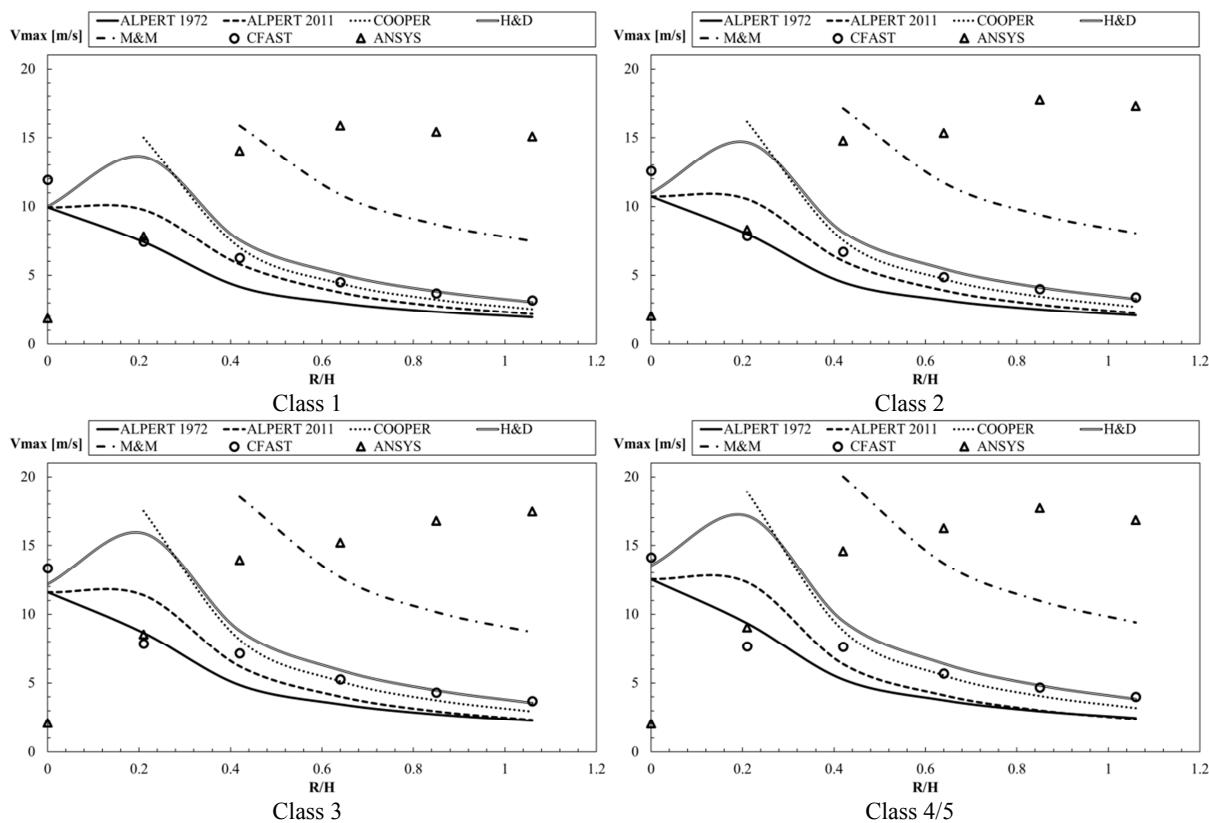 ALPERT 1972 ALPERT 2011 COOPER H&D
Vmax [m/s] M&M CFAST ANSYS
20
15
10
5
0
0 0.2 0.4 0.6 0.8 1 1.2
R/H
Class 1
ALPERT 1972 ALPERT 2011 COOPER H&D
Vmax [m/s] M&M CFAST ANSYS
20
15
10
5
0
0 0.2 0.4 0.6 0.8 1 1.2
R/H
Class 2
ALPERT 1972 ALPERT 2011 COOPER H&D
Vmax [m/s] M&M CFAST ANSYS
20
15
10
5
0
0 0.2 0.4 0.6 0.8 1 1.2
R/H
Class 3
ALPERT 1972 ALPERT 2011 COOPER H&D
Vmax [m/s] M&M CFAST ANSYS
20
15
10
5
0
0 0.2 0.4 0.6 0.8 1 1.2
R/H
Class 4/5